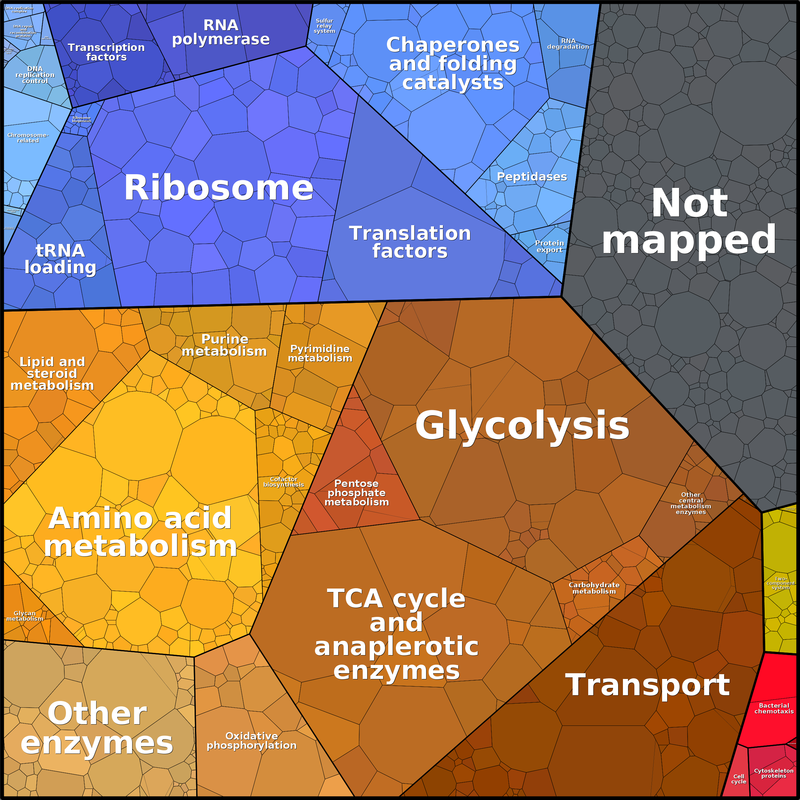 Transcription
factors
RNA
polymerase
Sulfur
relay
system
Chaperones
and folding
catalysts
RNA
degradation
DNA
replication
control
Chromosome-
related
Ribosome
Peptidases
Not
mapped
Translation
factors
Protein
export
tRNA
loading
Lipid and
steroid
metabolism
Purine
metabolism
Pyrimidine
metabolism
Glycolysis
Cofactor
biosynthesis
Pentose
phosphate
metabolism
Other
central
metabolism
enzymes
Amino acid
metabolism
Glycan
metabolism
Carbohydrate
metabolism
TCA cycle
and
anaplerotic
enzymes
Transport
Other
enzymes
Oxidative
phosphorylation
Bacterial
chemotaxis
Cell
cycle
Cytoskeleton
proteins